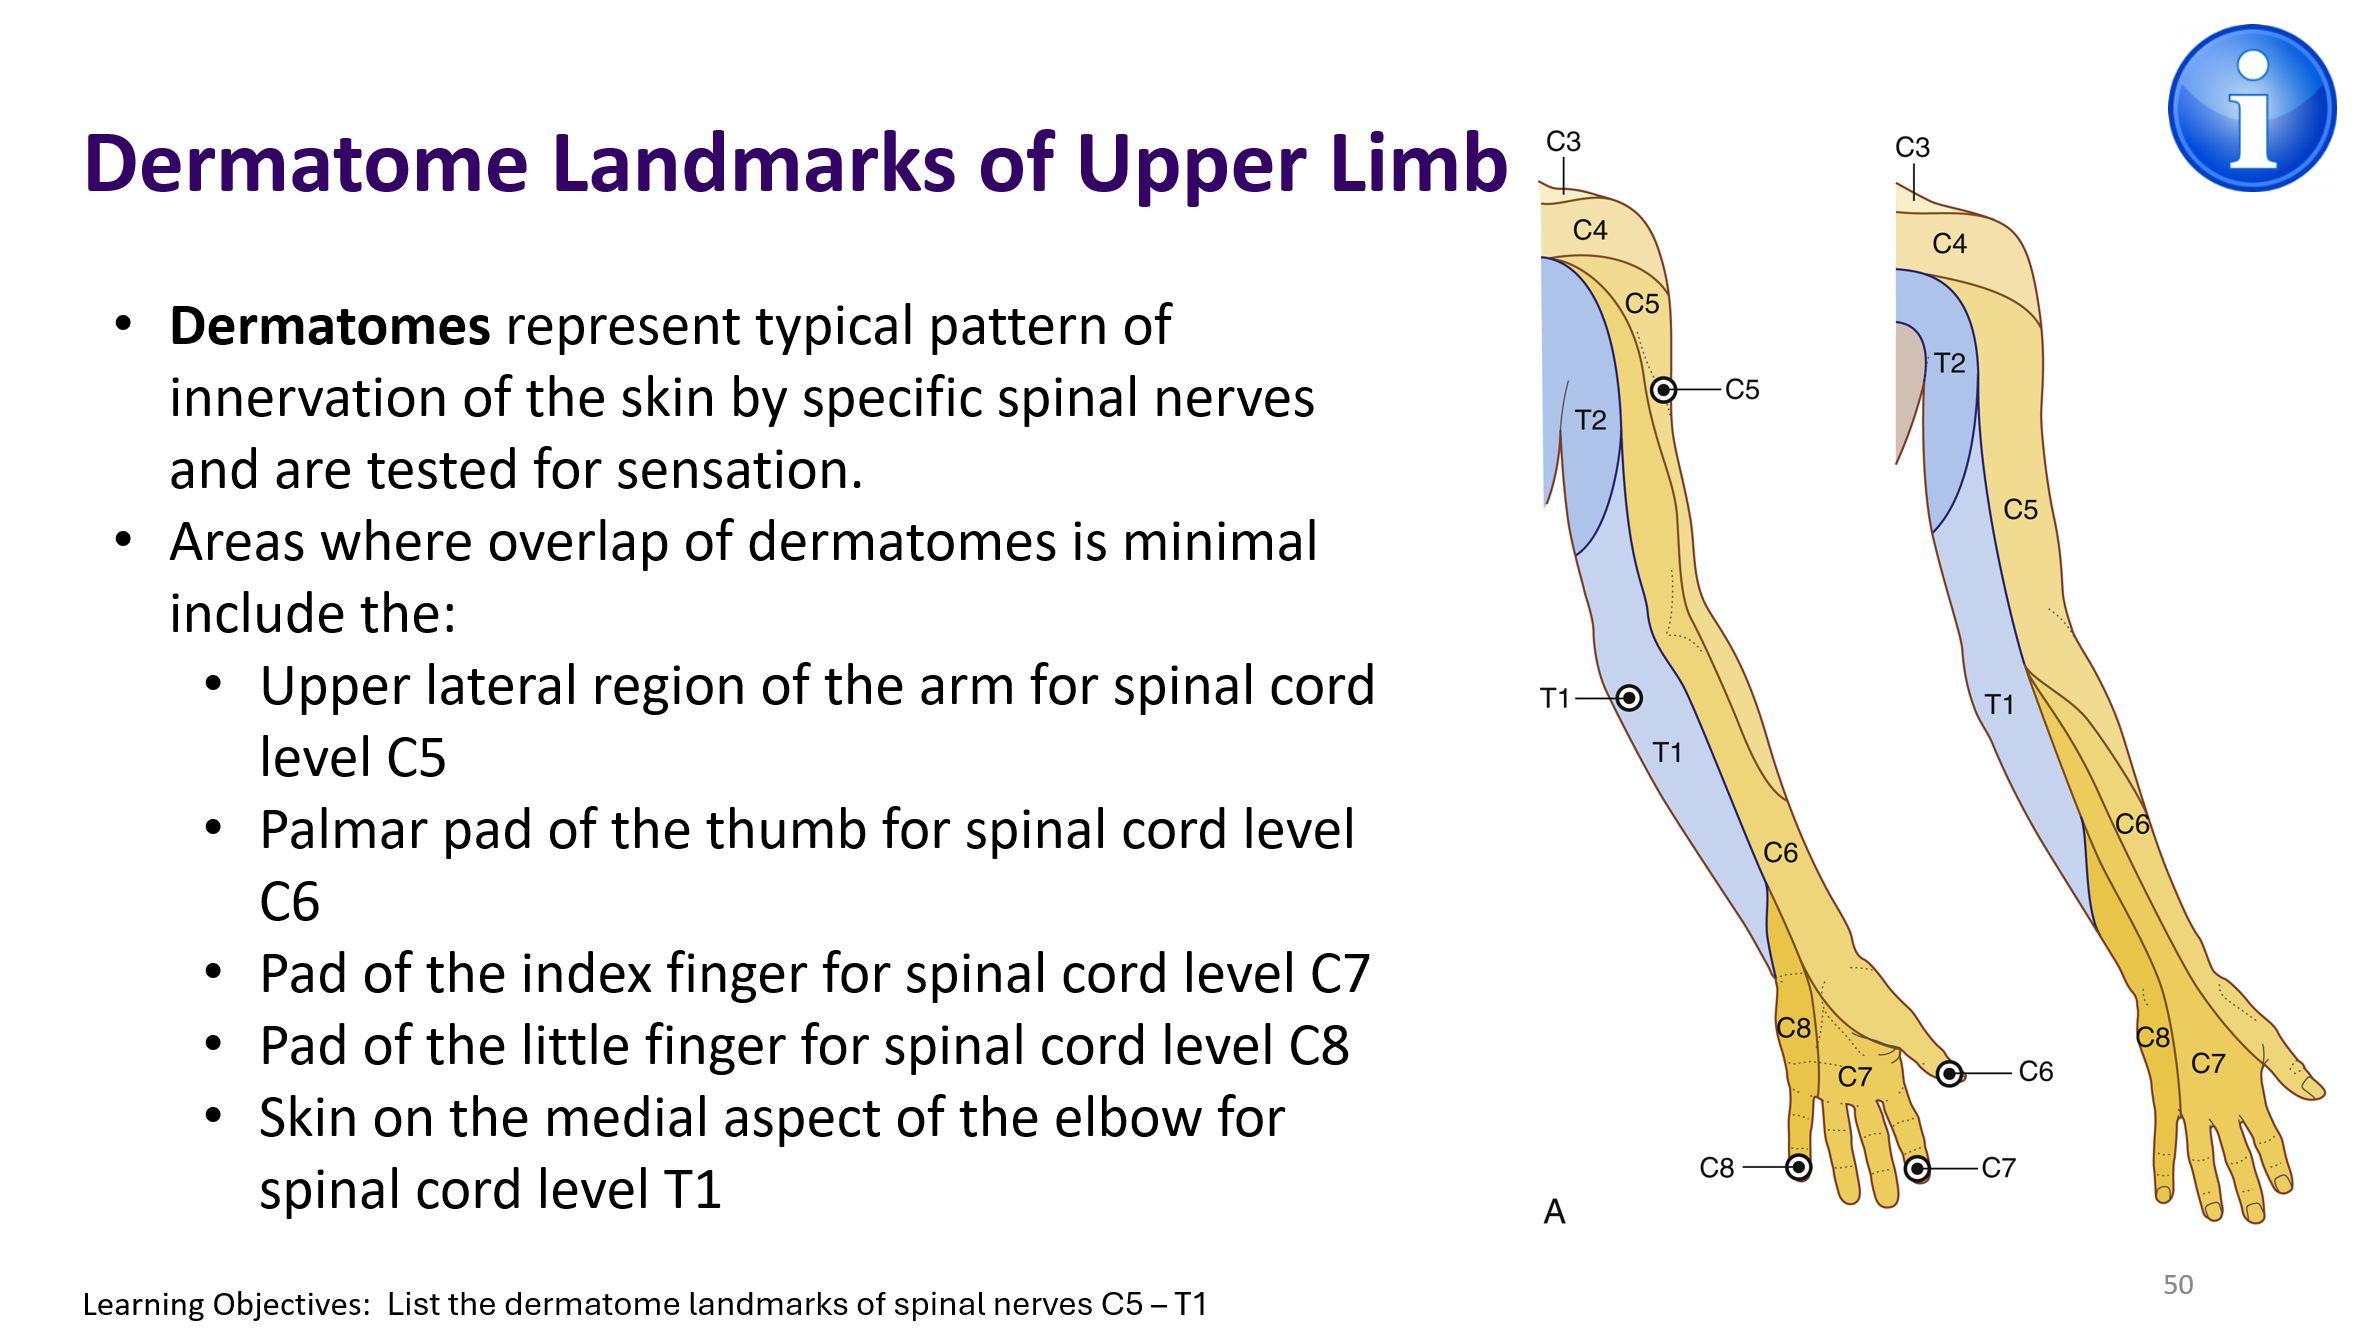 Dermatome Landmarks of Upper Limb
• Dermatomes represent typical pattern of
innervation of the skin by specific spinal nerves
and are tested for sensation.
• Areas where overlap of dermatomes is minimal
include the:
• Upper lateral region of the arm for spinal cord
level C5
• Palmar pad of the thumb for spinal cord level
C6
• Pad of the index finger for spinal cord level C7
• Pad of the little finger for spinal cord level C8
• Skin on the medial aspect of the elbow for
spinal cord level T1
Learning Objectives: List the dermatome landmarks of spinal nerves C5 – T1
C3
C4
C5
C5
T2
T1
T1
C6
C8
C7
C6
C8
C7
A
C3
C4
T2
C5
T1
C6
C8
C7
i
50